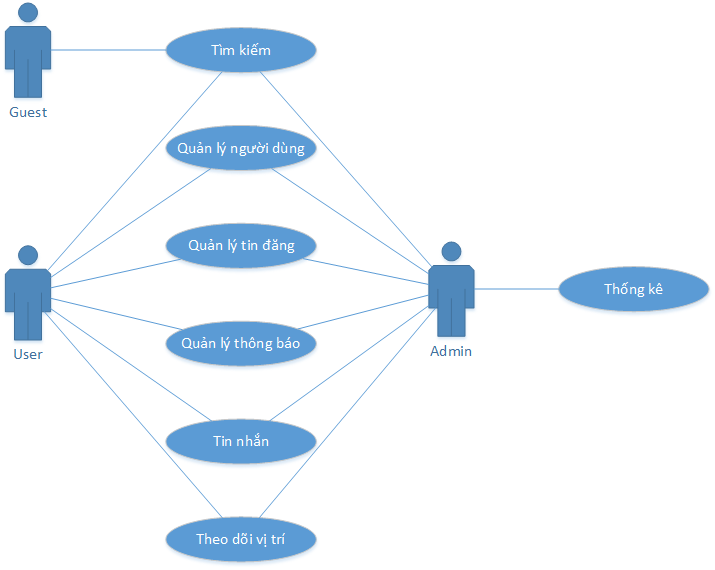 Tìm kiếm
Guest
Quản lý người dùng
Quản lý tin đăng
Thống kê
User
Quản lý thông báo
Admin
Tin nhắn
Theo dõi vị trí